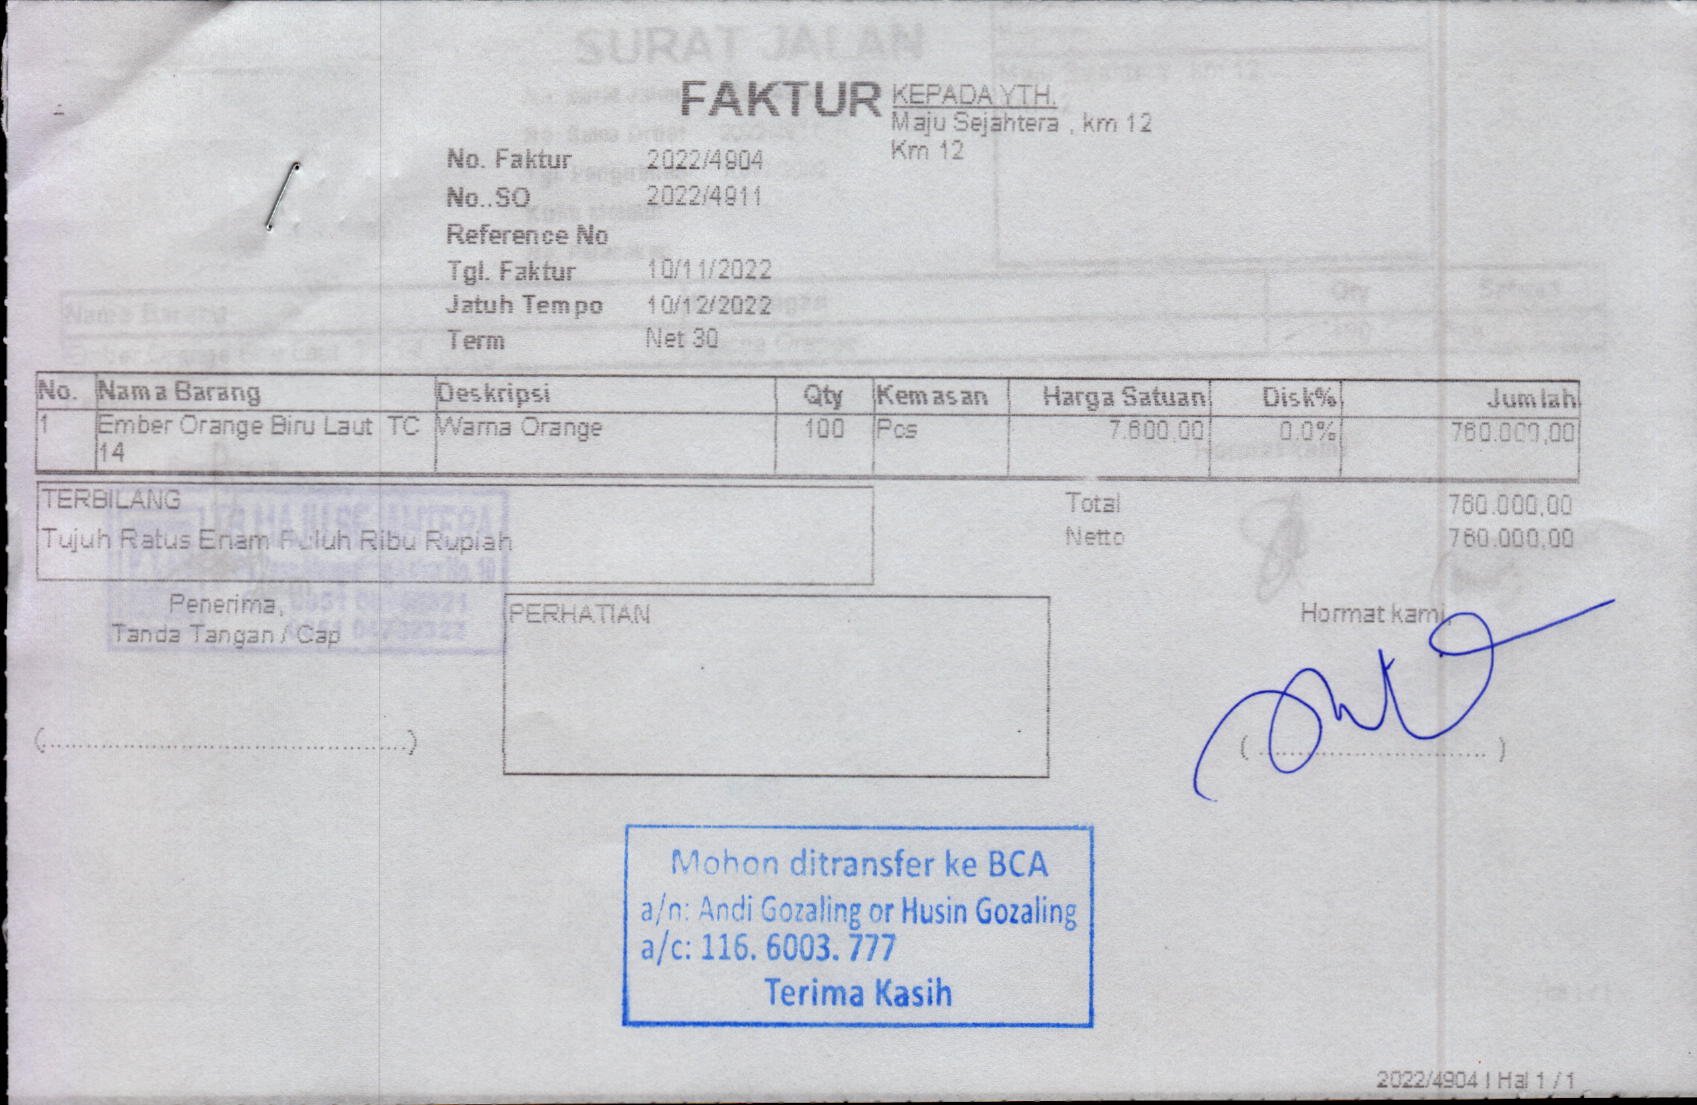 SURAT JALAN
FAKTUR
KEPADA YTH.
Maju Sejahtera , km 12
Km 12
No. Faktur 2022/4904
No..SO 2022/4911
Reference No
Tgl. Faktur 10/11/2022
Jatuh Tempo 10/12/2022
Term Net 30
No. Nama Barang Deskripsi Qty Kemasan Harga Satuan Disk% Jumlah
1 Ember Orange Biru Laut TC Warna Orange 100 Pcs 7.600,00 0.0% 760.000,00
14
TERBILANG
Tujuh Ratus Enam Puluh Ribu Rupiah
Total 760.000,00
Netto 760.000,00
Penerima,
Tanda Tangan / Cap
PERHATIAN
Hormat kami,
(........................................)
( .............................. )
Mohon ditransfer ke BCA
a/n: Andi Gozaling or Husin Gozaling
a/c: 116. 6003. 777
Terima Kasih
2022/4904 | Hal 1 / 1